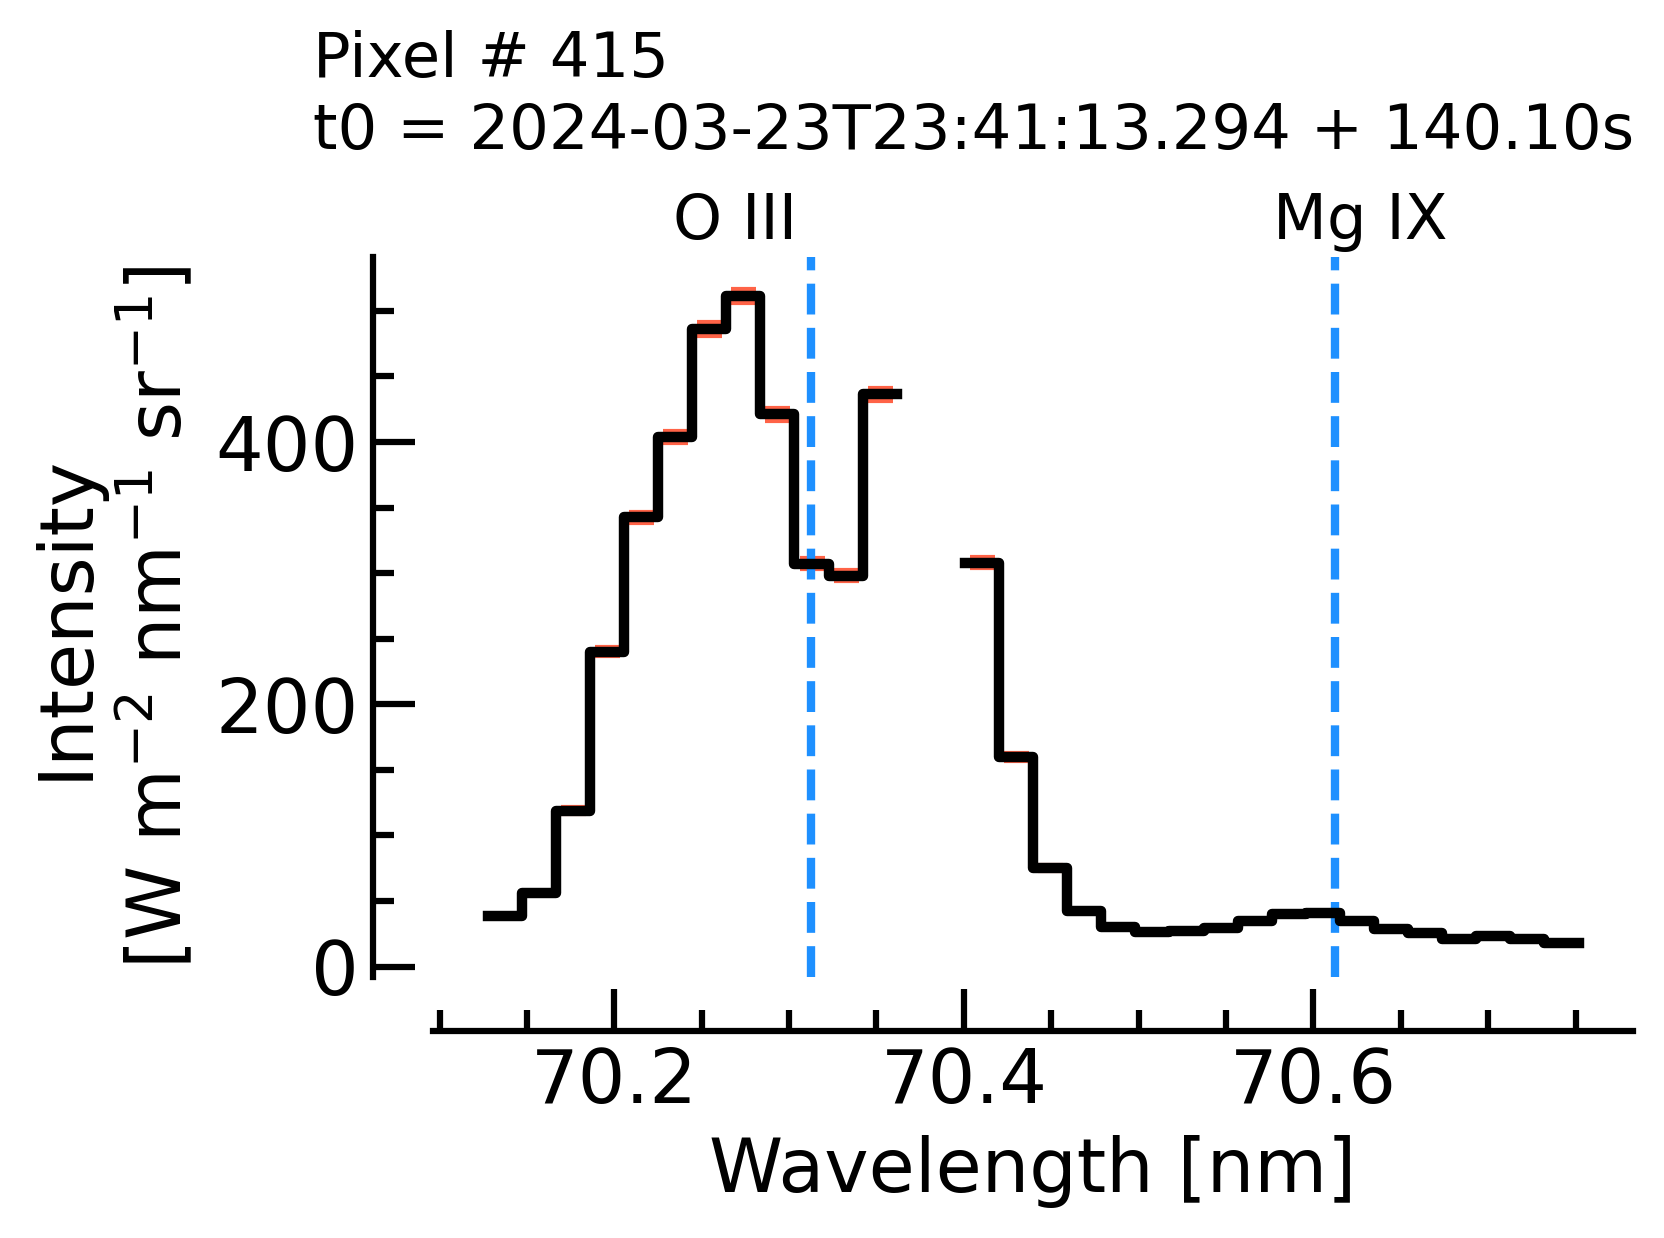 Pixel # 415
t0 = 2024-03-23T23:41:13.294 + 140.10s
O III
Mg IX
Intensity
[W m⁻² nm⁻¹ sr⁻¹]
400
200
0
70.2
70.4
70.6
Wavelength [nm]